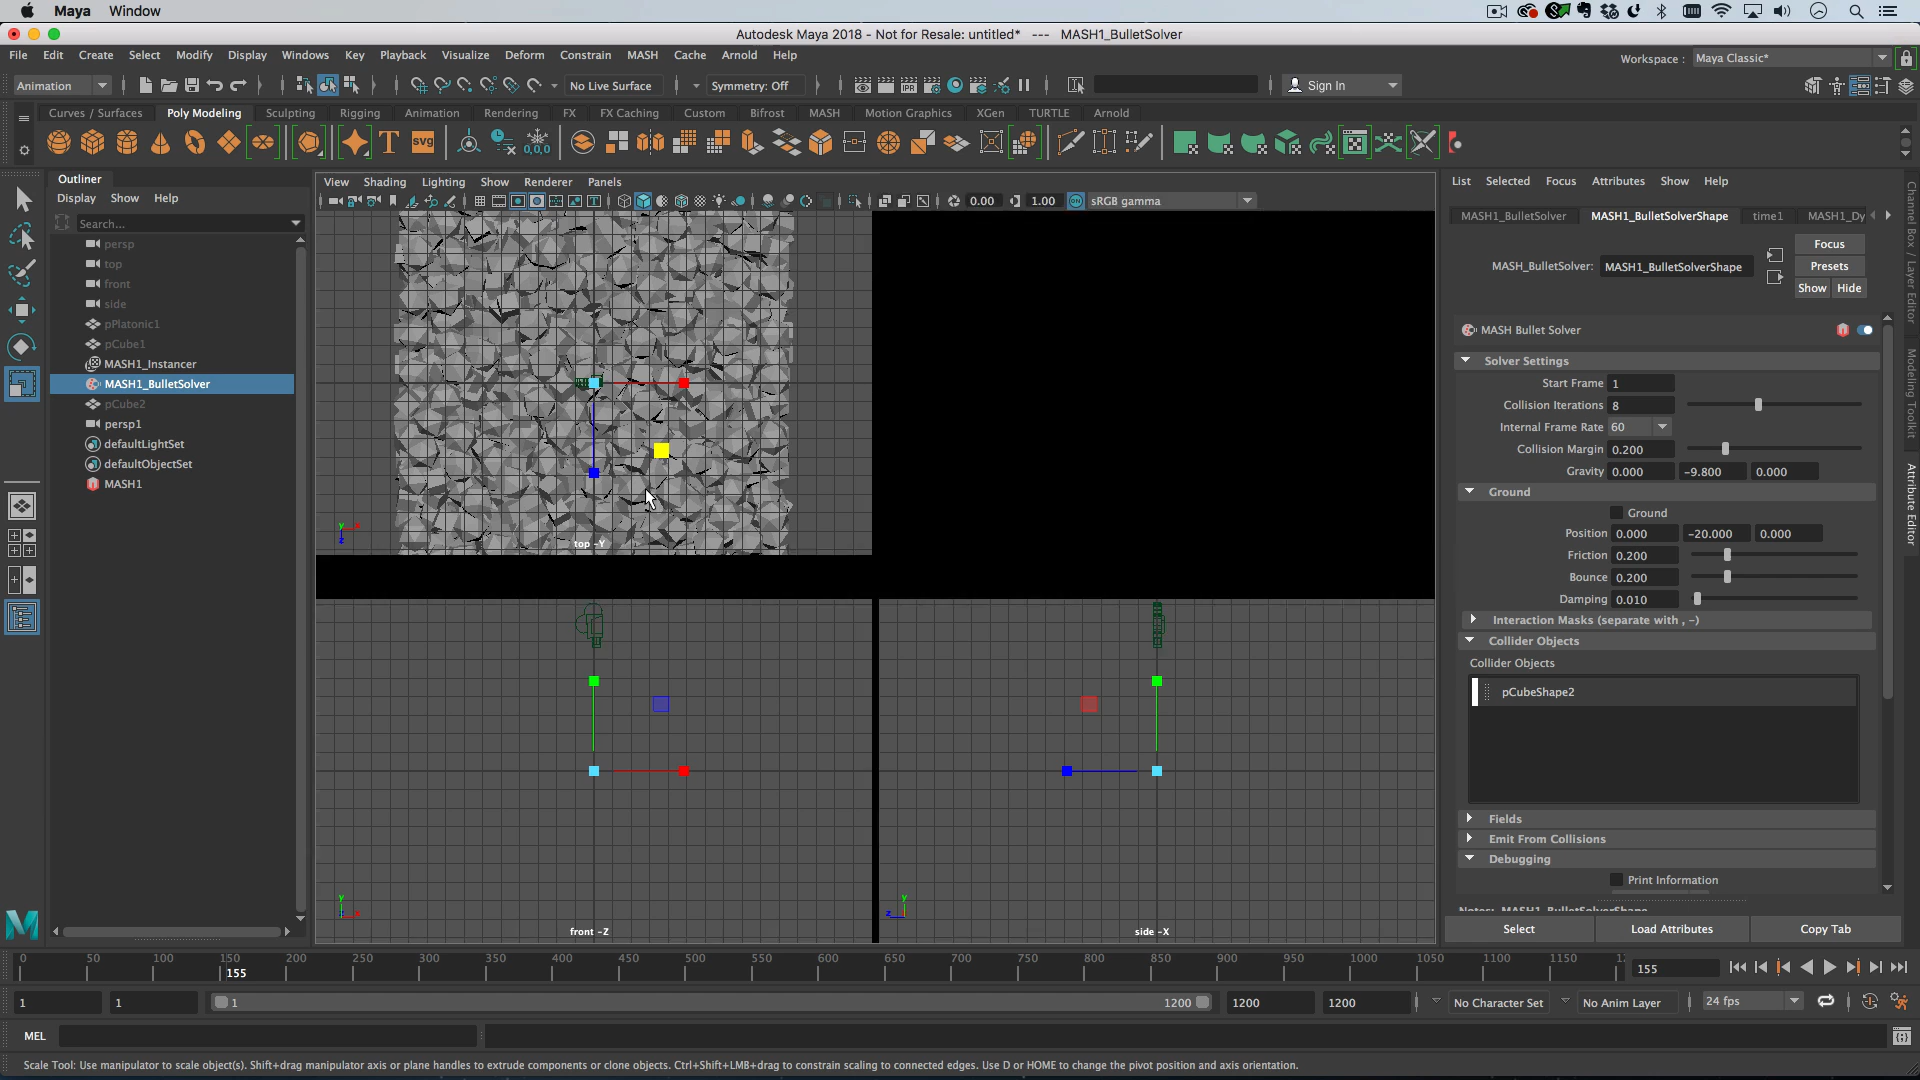 Maya Window
Autodesk Maya 2018 - Not for Resale: untitled* --- MASH1_BulletSolver
File Edit Create Select Modify Display Windows Key Playback Visualize Deform Constrain MASH Cache Arnold Help
Workspace : Maya Classic*
Animation No Live Surface Symmetry: Off Sign In
Curves / Surfaces Poly Modeling Sculpting Rigging Animation Rendering FX FX Caching Custom Bifrost MASH Motion Graphics XGen TURTLE Arnold
SVG
Outliner
Display Show Help
Search...
persp
top
front
side
pPlatonic1
pCube1
MASH1_Instancer
MASH1_BulletSolver
pCube2
persp1
defaultLightSet
defaultObjectSet
MASH1
View Shading Lighting Show Renderer Panels
0.00 1.00 sRGB gamma
top -Y
front -Z
side -X
List Selected Focus Attributes Show Help
MASH1_BulletSolver MASH1_BulletSolverShape time1 MASH1_Dy
Focus
MASH_BulletSolver: MASH1_BulletSolverShape Presets
Show Hide
MASH Bullet Solver
Solver Settings
Start Frame 1
Collision Iterations 8
Internal Frame Rate 60
Collision Margin 0.200
Gravity 0.000 -9.800 0.000
Ground
Ground
Position 0.000 -20.000 0.000
Friction 0.200
Bounce 0.200
Damping 0.010
Interaction Masks (separate with , -)
Collider Objects
Collider Objects
pCubeShape2
Fields
Emit From Collisions
Debugging
Print Information
Notes: MASH1_BulletSolverShape
Select Load Attributes Copy Tab
Channel Box / Layer Editor
Modeling Toolkit
Attribute Editor
0 50 100 150 200 250 300 350 400 450 500 550 600 650 700 750 800 850 900 950 1000 1050 1100 1150
155 155
1 1 1 1200 1200 1200 No Character Set No Anim Layer 24 fps
MEL
Scale Tool: Use manipulator to scale object(s). Shift+drag manipulator axis or plane handles to extrude components or clone objects. Ctrl+Shift+LMB+drag to constrain scaling to connected edges. Use D or HOME to change the pivot position and axis orientation.